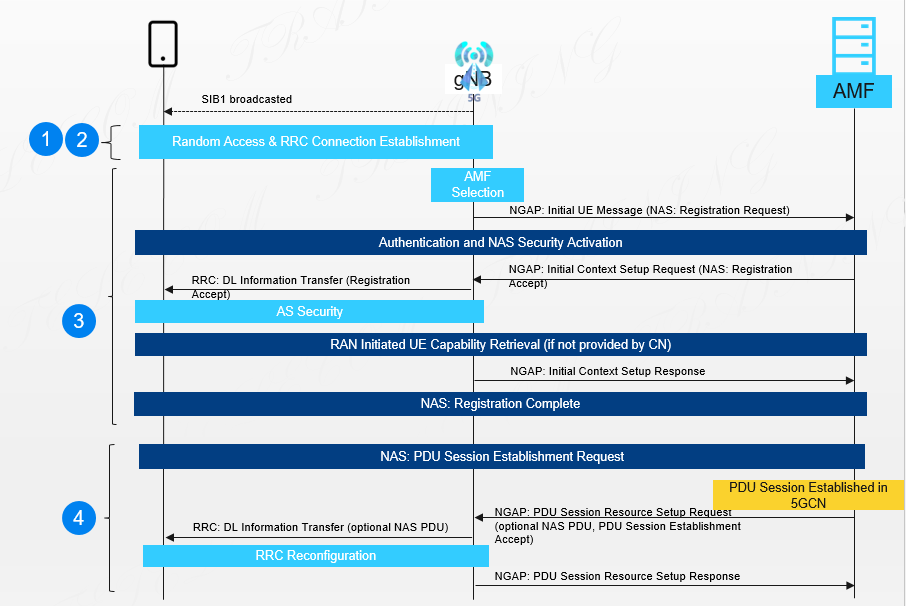 gNB
5G
AMF
SIB1 broadcasted
1
2
Random Access & RRC Connection Establishment
AMF
Selection
NGAP: Initial UE Message (NAS: Registration Request)
Authentication and NAS Security Activation
NGAP: Initial Context Setup Request (NAS: Registration
Accept)
RRC: DL Information Transfer (Registration
Accept)
AS Security
3
RAN Initiated UE Capability Retrieval (if not provided by CN)
NGAP: Initial Context Setup Response
NAS: Registration Complete
NAS: PDU Session Establishment Request
PDU Session Established in
5GCN
NGAP: PDU Session Resource Setup Request
(optional NAS PDU, PDU Session Establishment
Accept)
4
RRC: DL Information Transfer (optional NAS PDU)
RRC Reconfiguration
NGAP: PDU Session Resource Setup Response